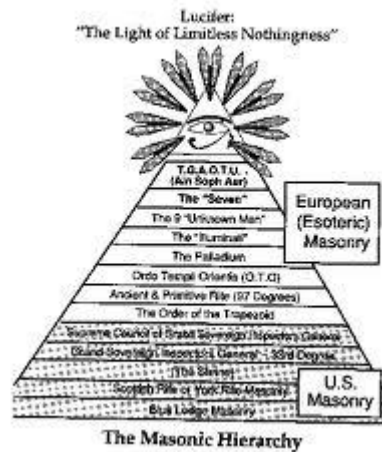 Lucifer:
"The Light of Limitless Nothingness"
T.G.A.O.T.U.
(Ain Soph Aur)
The "Seven"
The 9 "Unknown Men"
The "Illuminati"
The Palladium
Ordo Templi Orientis (O.T.O)
Ancient & Primitive Rite (97 Degrees)
The Order of the Trapezoid
Supreme Council of Grand Sovereign Inspectors General
Grand Sovereign Inspectors General - 33rd Degree
(The Shrine)
Scottish Rite or York Rite Masonry
Blue Lodge Masonry
European
(Esoteric)
Masonry
U.S.
Masonry
The Masonic Hierarchy